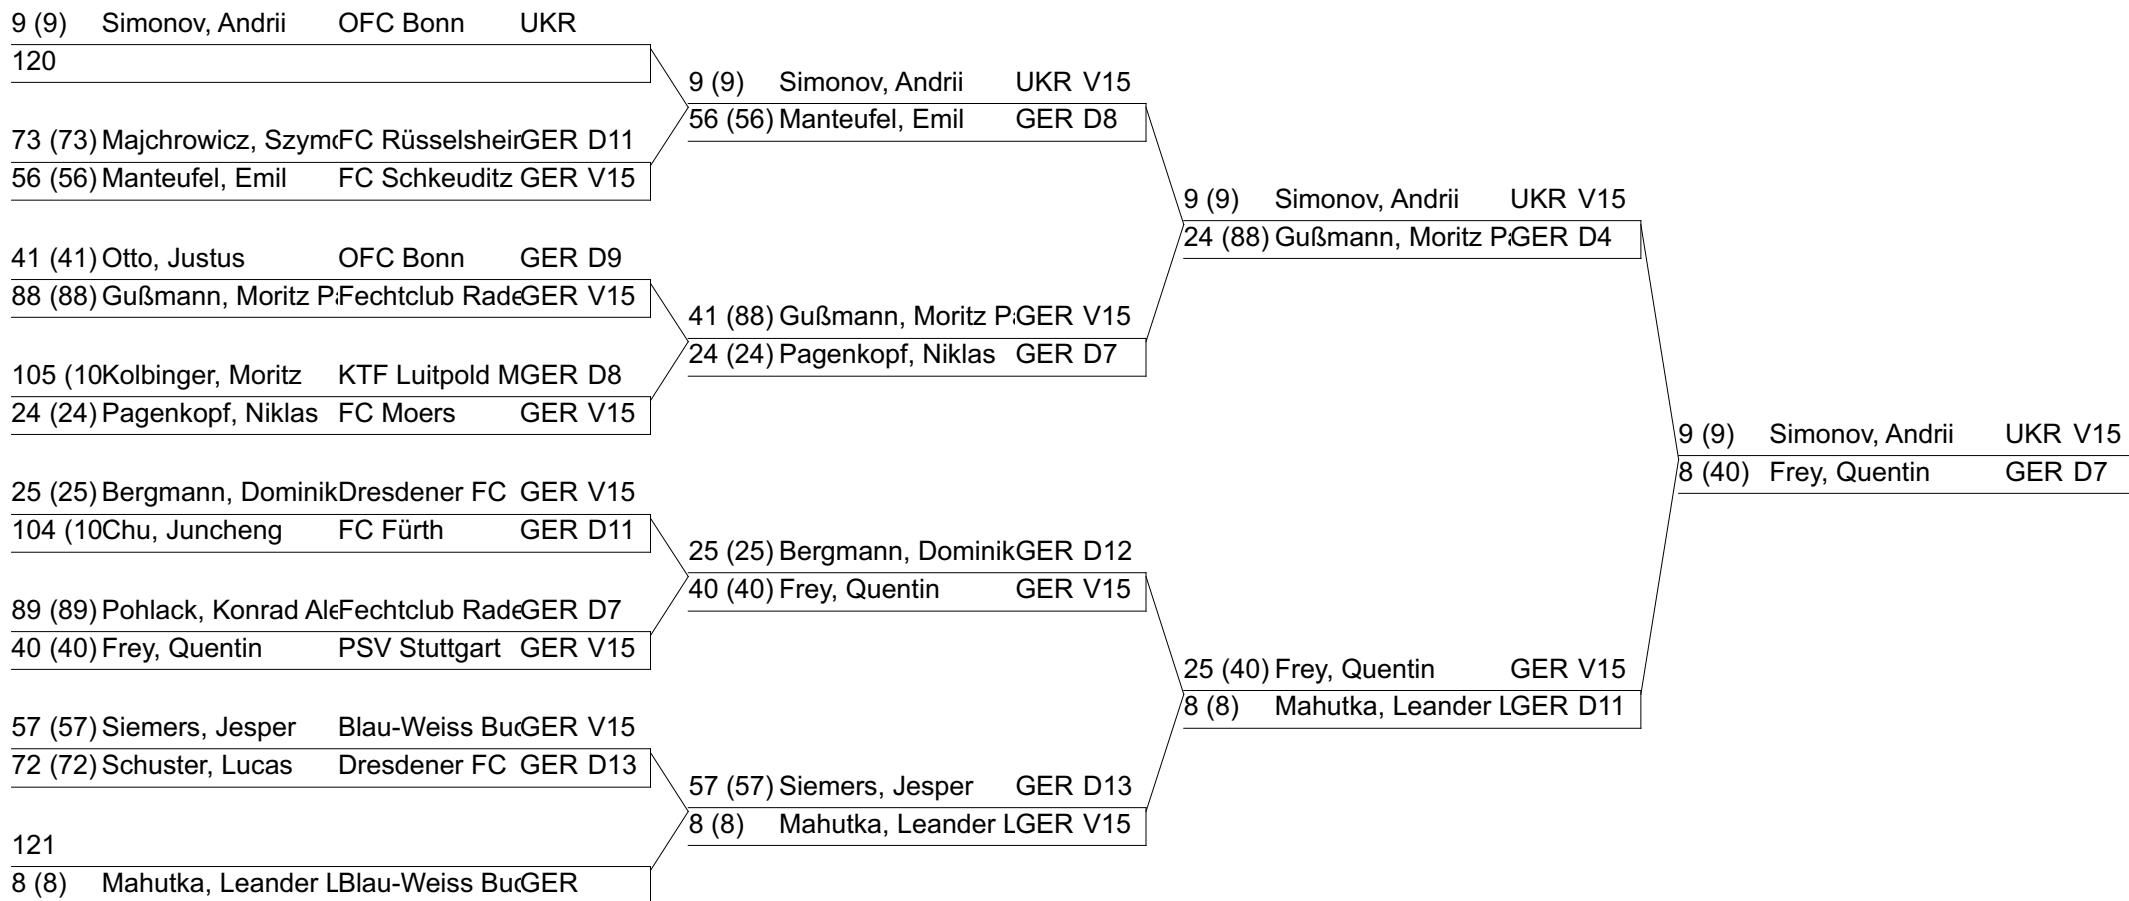 9 (9) Simonov, Andrii OFC Bonn UKR
120
73 (73) Majchrowicz, Szym FC Rüsselshei GER D11
56 (56) Manteufel, Emil FC Schkeuditz GER V15
41 (41) Otto, Justus OFC Bonn GER D9
88 (88) Gußmann, Moritz P Fechtclub Rade GER V15
105 (10 Kolbinger, Moritz KTF Luitpold M GER D8
24 (24) Pagenkopf, Niklas FC Moers GER V15
25 (25) Bergmann, Dominik Dresdener FC GER V15
104 (10 Chu, Juncheng FC Fürth GER D11
89 (89) Pohlack, Konrad Ale Fechtclub Rade GER D7
40 (40) Frey, Quentin PSV Stuttgart GER V15
57 (57) Siemers, Jesper Blau-Weiss Buc GER V15
72 (72) Schuster, Lucas Dresdener FC GER D13
121
8 (8) Mahutka, Leander L Blau-Weiss Buc GER
9 (9) Simonov, Andrii UKR V15
56 (56) Manteufel, Emil GER D8
41 (88) Gußmann, Moritz P GER V15
24 (24) Pagenkopf, Niklas GER D7
25 (25) Bergmann, Dominik GER D12
40 (40) Frey, Quentin GER V15
57 (57) Siemers, Jesper GER D13
8 (8) Mahutka, Leander L GER V15
9 (9) Simonov, Andrii UKR V15
24 (88) Gußmann, Moritz Pa GER D4
25 (40) Frey, Quentin GER V15
8 (8) Mahutka, Leander L GER D11
9 (9) Simonov, Andrii UKR V15
8 (40) Frey, Quentin GER D7